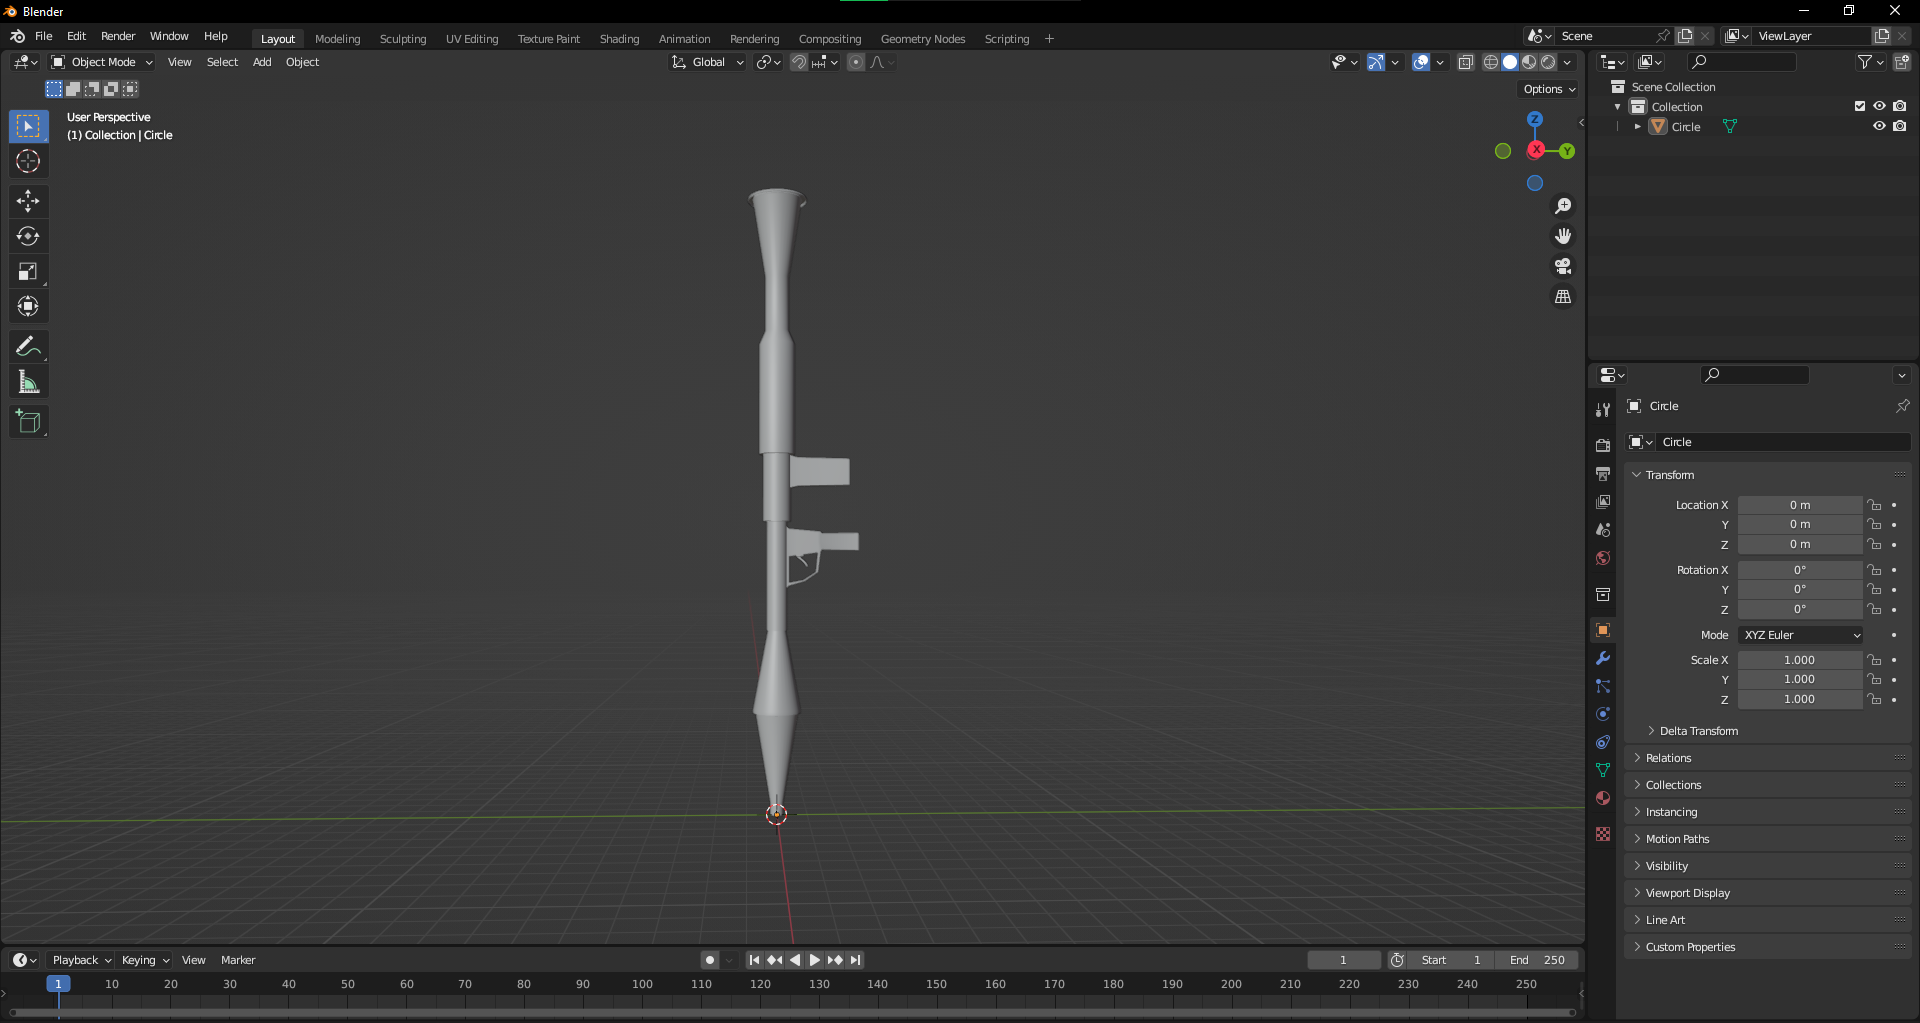 Blender
File Edit Render Window Help Layout Modeling Sculpting UV Editing Texture Paint Shading Animation Rendering Compositing Geometry Nodes Scripting + Scene ViewLayer
Object Mode View Select Add Object Global
Options
User Perspective
(1) Collection | Circle
Z
X
Y
Scene Collection
Collection
Circle
Circle
Circle
Transform
Location X 0 m
Y 0 m
Z 0 m
Rotation X 0°
Y 0°
Z 0°
Mode XYZ Euler
Scale X 1.000
Y 1.000
Z 1.000
Delta Transform
Relations
Collections
Instancing
Motion Paths
Visibility
Viewport Display
Line Art
Custom Properties
Playback Keying View Marker 1 Start 1 End 250
1 10 20 30 40 50 60 70 80 90 100 110 120 130 140 150 160 170 180 190 200 210 220 230 240 250